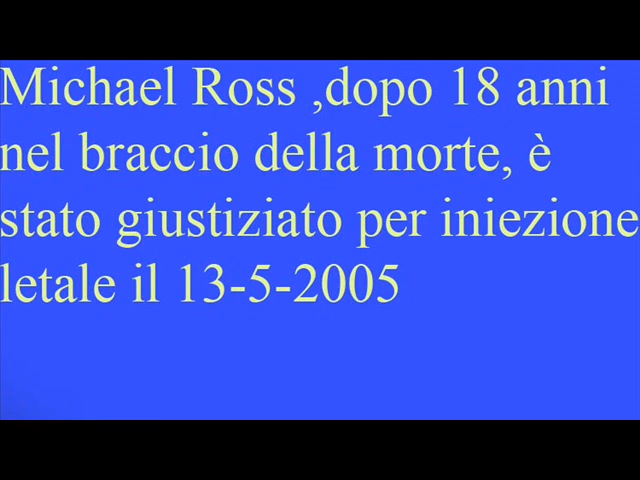 Michael Ross ,dopo 18 anni
nel braccio della morte, è
stato giustiziato per iniezione
letale il 13-5-2005